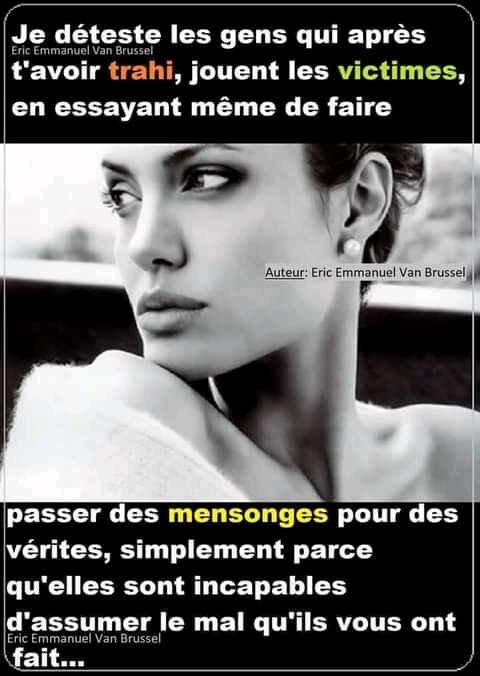 Je déteste les gens qui après
Eric Emmanuel Van Brussel
t'avoir trahi, jouent les victimes,
en essayant même de faire
Auteur: Eric Emmanuel Van Brussel
passer des mensonges pour des
vérites, simplement parce
qu'elles sont incapables
d'assumer le mal qu'ils vous ont
Eric Emmanuel Van Brussel
fait...